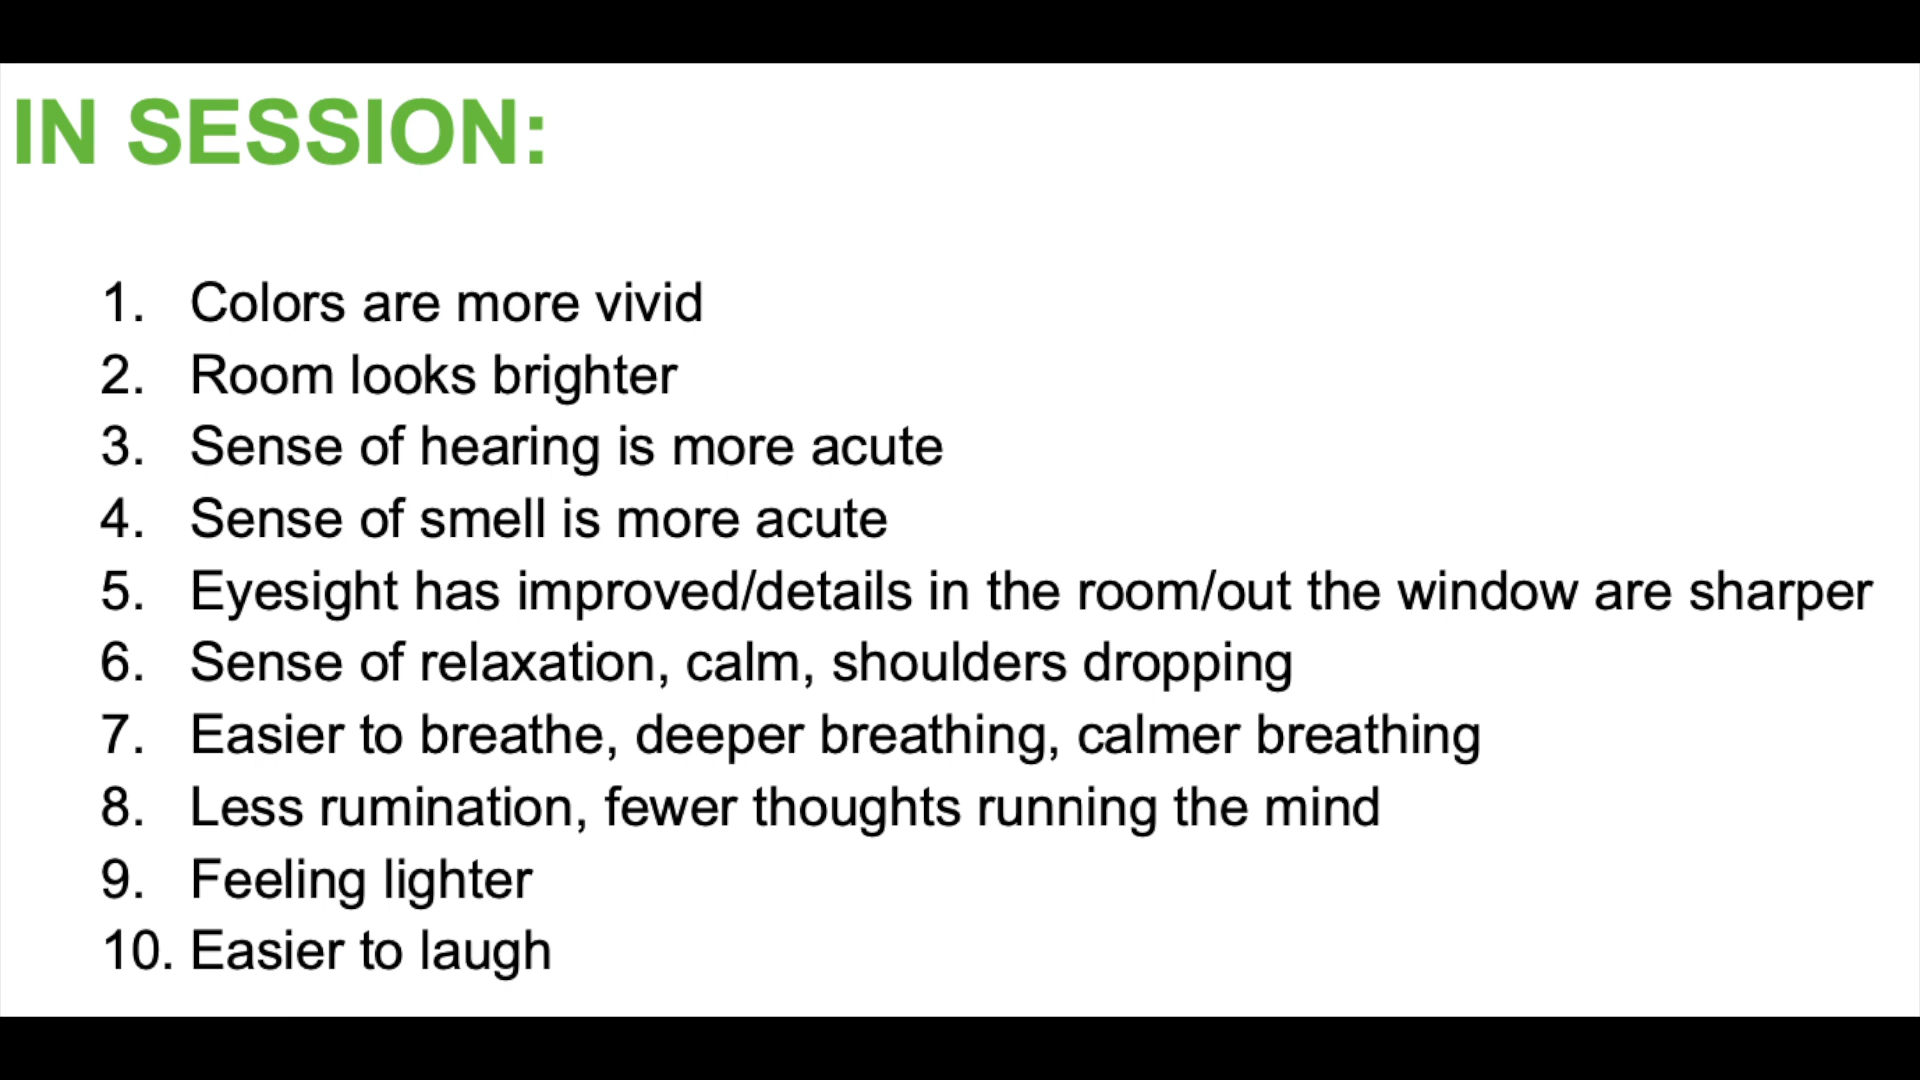 IN SESSION:
1. Colors are more vivid
2. Room looks brighter
3. Sense of hearing is more acute
4. Sense of smell is more acute
5. Eyesight has improved/details in the room/out the window are sharper
6. Sense of relaxation, calm, shoulders dropping
7. Easier to breathe, deeper breathing, calmer breathing
8. Less rumination, fewer thoughts running the mind
9. Feeling lighter
10. Easier to laugh